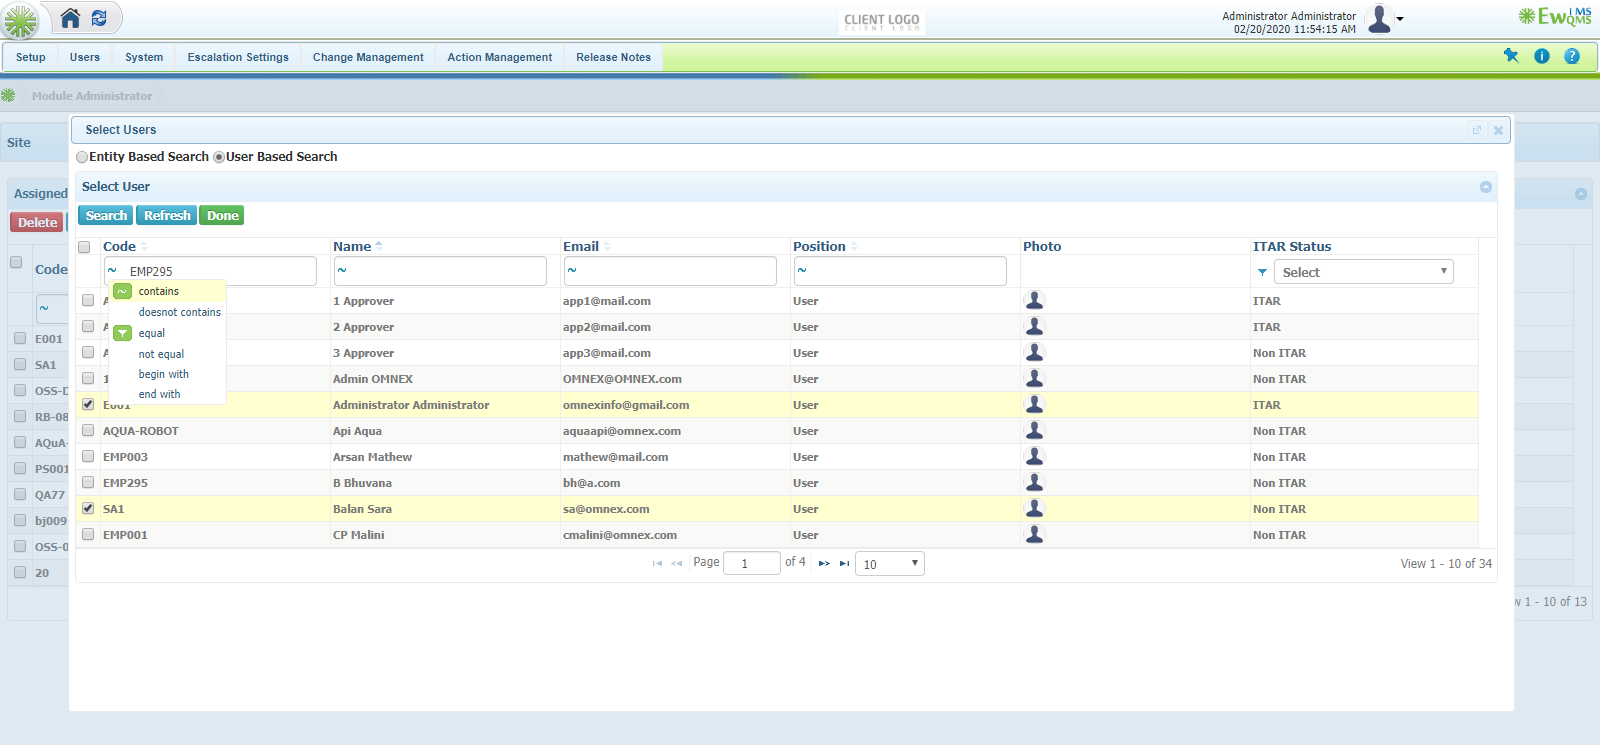 CLIENT LOGO
CLIENT LOGO
Administrator Administrator
02/20/2020 11:54:15 AM
EwQMS
IMS
Setup Users System Escalation Settings Change Management Action Management Release Notes
Module Administrator
Select Users
Site
Entity Based Search User Based Search
Select User
Assigned
Search Refresh Done
Delete
Code Name Email Position Photo ITAR Status
Code
EMP295 Select
contains
doesnot contains
equal
not equal
begin with
end with
1 Approver app1@mail.com User ITAR
2 Approver app2@mail.com User ITAR
3 Approver app3@mail.com User Non ITAR
1 Admin OMNEX OMNEX@OMNEX.com User Non ITAR
E001 Administrator Administrator omnexinfo@gmail.com User ITAR
AQUA-ROBOT Api Aqua aquaapi@omnex.com User Non ITAR
EMP003 Arsan Mathew mathew@mail.com User Non ITAR
EMP295 B Bhuvana bh@a.com User Non ITAR
SA1 Balan Sara sa@omnex.com User Non ITAR
EMP001 CP Malini cmalini@omnex.com User Non ITAR
E001
SA1
OSS-D
RB-08
AQuA-
PS001
QA77
bj009
OSS-0
20
Page 1 of 4 10 View 1 - 10 of 34
w 1 - 10 of 13